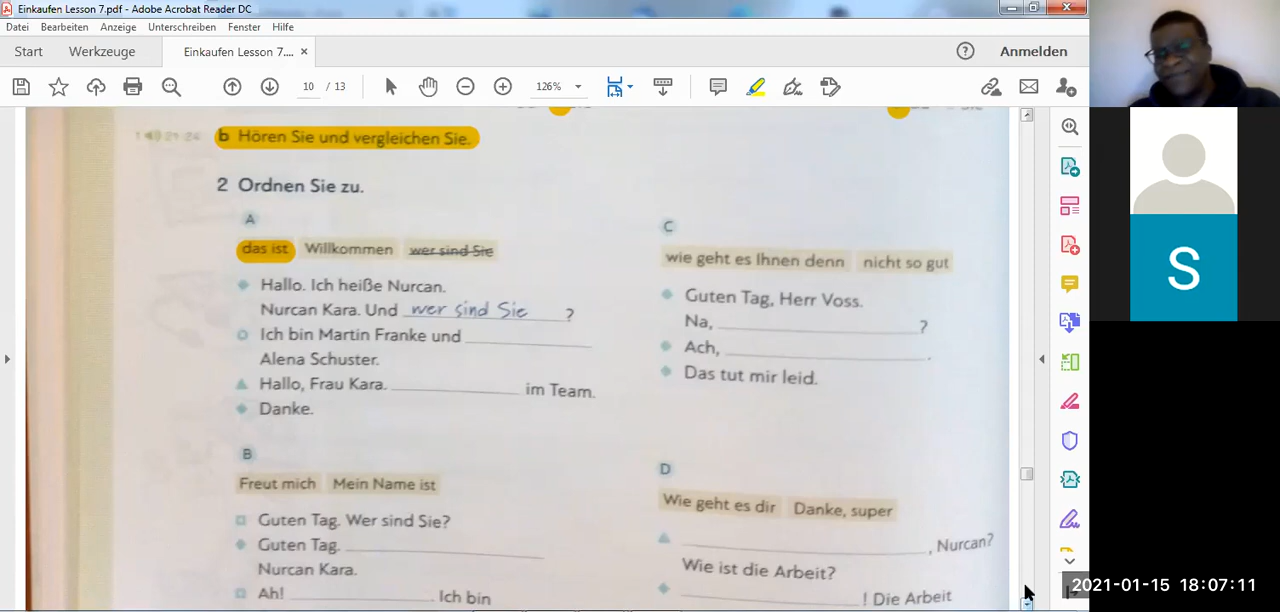 Einkaufen Lesson 7.pdf - Adobe Acrobat Reader DC
Datei Bearbeiten Anzeige Unterschreiben Fenster Hilfe
Start Werkzeuge Einkaufen Lesson 7.... × Anmelden
10 / 13 126%
b Hören Sie und vergleichen Sie.
2 Ordnen Sie zu.
A
das ist Willkommen wer sind Sie
Hallo. Ich heiße Nurcan.
Nurcan Kara. Und wer sind Sie ?
Ich bin Martin Franke und
Alena Schuster.
Hallo, Frau Kara. im Team.
Danke.
B
Freut mich Mein Name ist
Guten Tag. Wer sind Sie?
Guten Tag.
Nurcan Kara.
Ah! Ich bin
C
wie geht es Ihnen denn nicht so gut
Guten Tag, Herr Voss.
Na, ?
Ach, .
Das tut mir leid.
D
Wie geht es dir Danke, super
, Nurcan?
Wie ist die Arbeit?
! Die Arbeit
S
2021-01-15 18:07:11